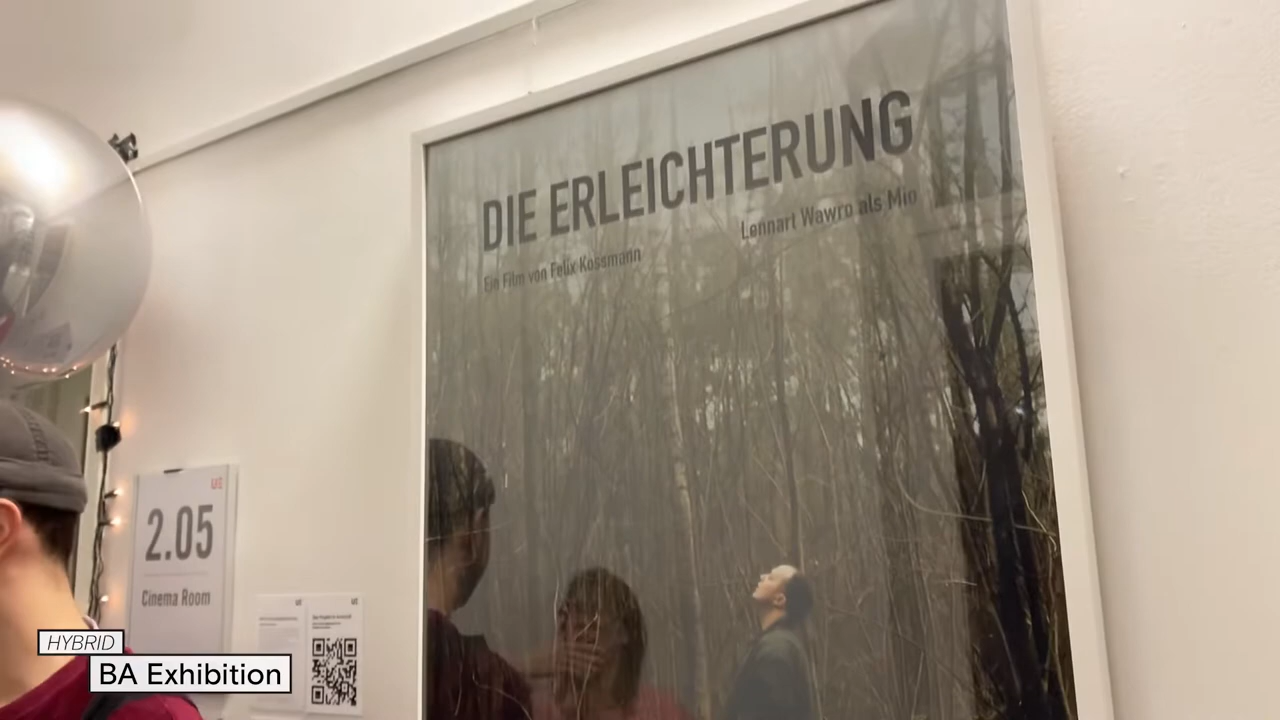 DIE ERLEICHTERUNG
Lennart Wawro als Mio
Ein Film von Felix Kossmann
2.05
Cinema Room
HYBRID
BA Exhibition